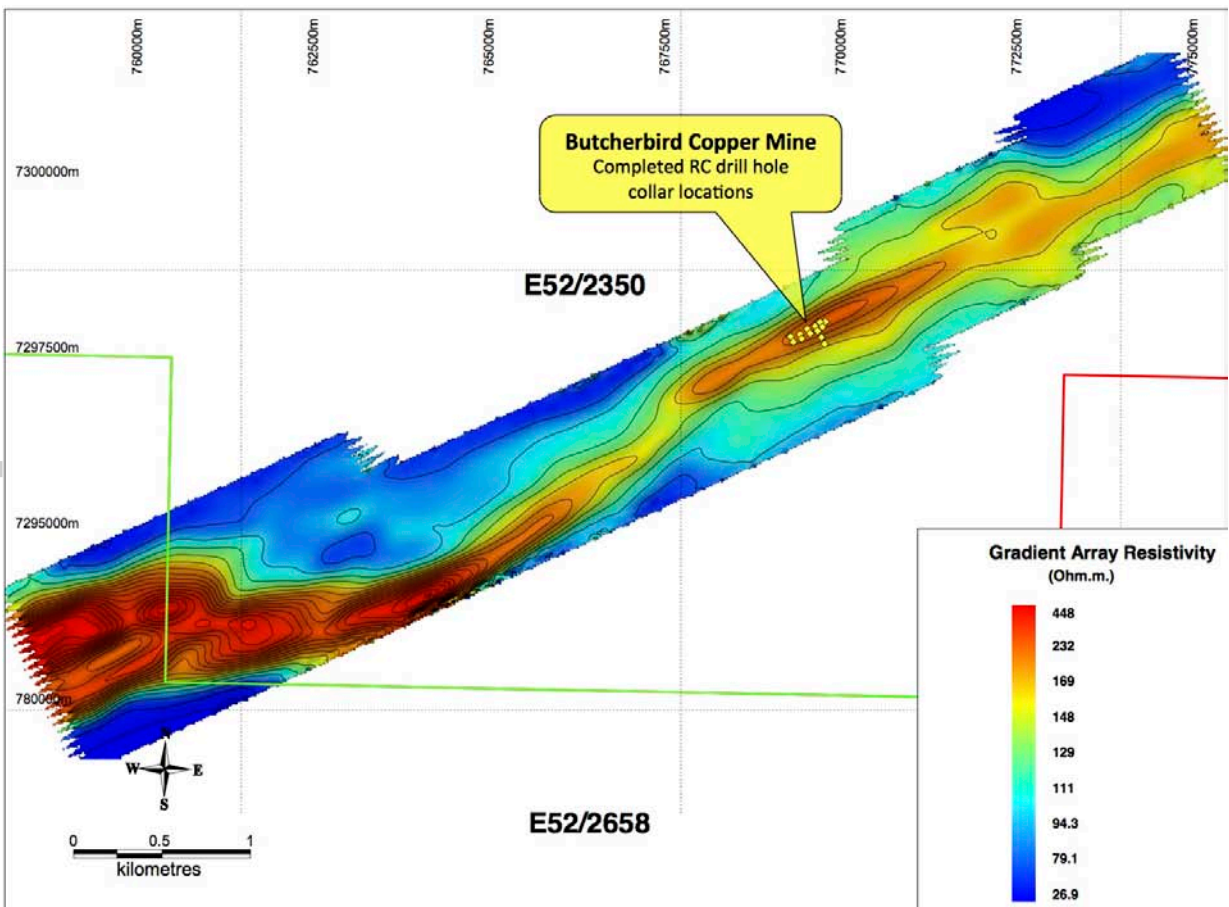 760000m
762500m
765000m
767500m
770000m
772500m
775000m
Butcherbird Copper Mine
Completed RC drill hole
collar locations
7300000m
E52/2350
7297500m
7295000m
780000m
Gradient Array Resistivity
(Ohm.m.)
448
232
169
148
129
111
94.3
79.1
26.9
N
W
E
S
0
0.5
1
kilometres
E52/2658